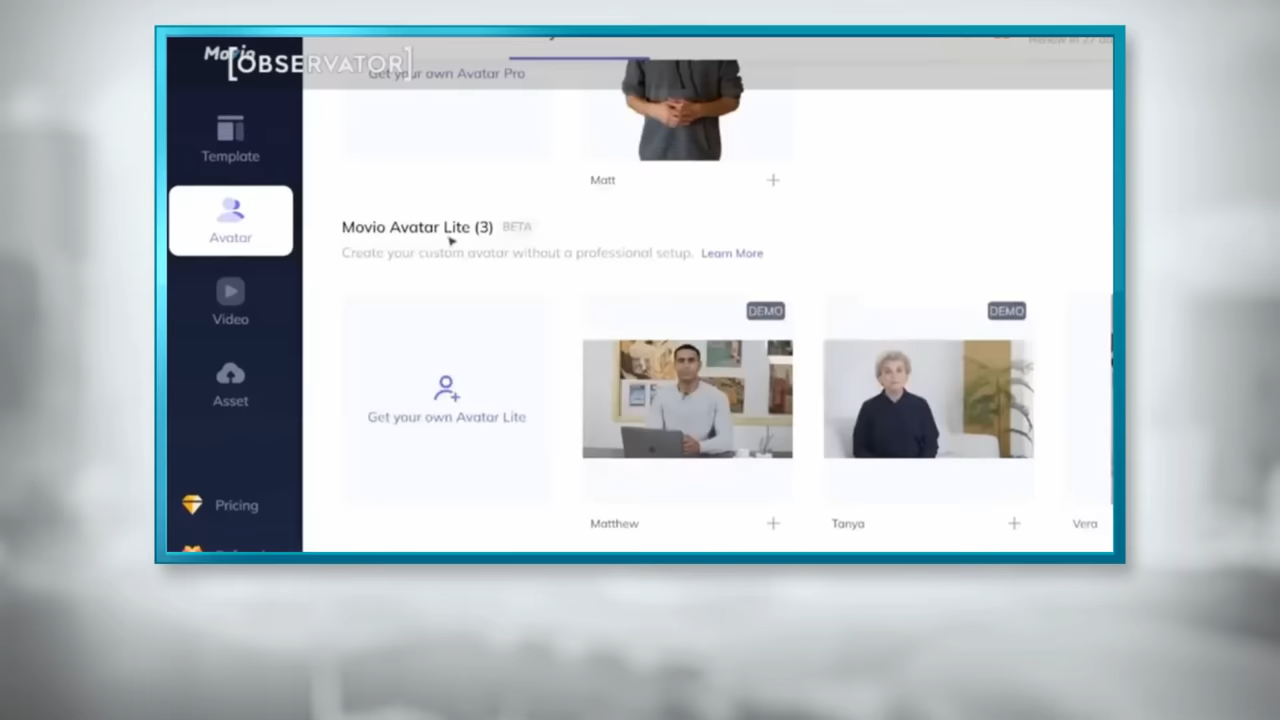 Movio
[OBSERVATOR]
Get your own Avatar Pro
Template
Matt
Avatar
Movio Avatar Lite (3) BETA
Create your custom avatar without a professional setup. Learn More
Video
DEMO
DEMO
Asset
Get your own Avatar Lite
Pricing
Matthew
Tanya
Vera